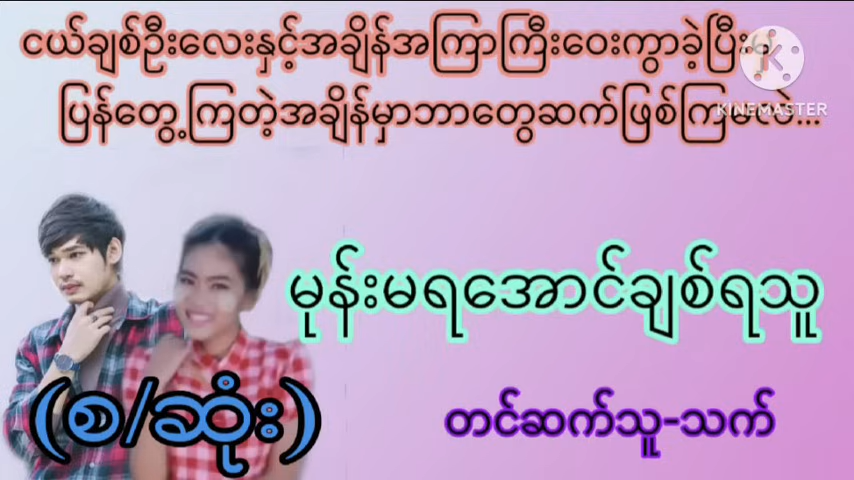 ငယ်ချစ်ဦးလေးနှင့်အချိန်အကြာကြီးဝေးကွာခဲ့ပြီးမှ
ပြန်တွေ့ကြတဲ့အချိန်မှာဘာတွေဆက်ဖြစ်ကြမလဲ...
KINEMASTER
မုန်းမရအောင်ချစ်ရသူ
(စ/ဆုံး)
တင်ဆက်သူ-သက်